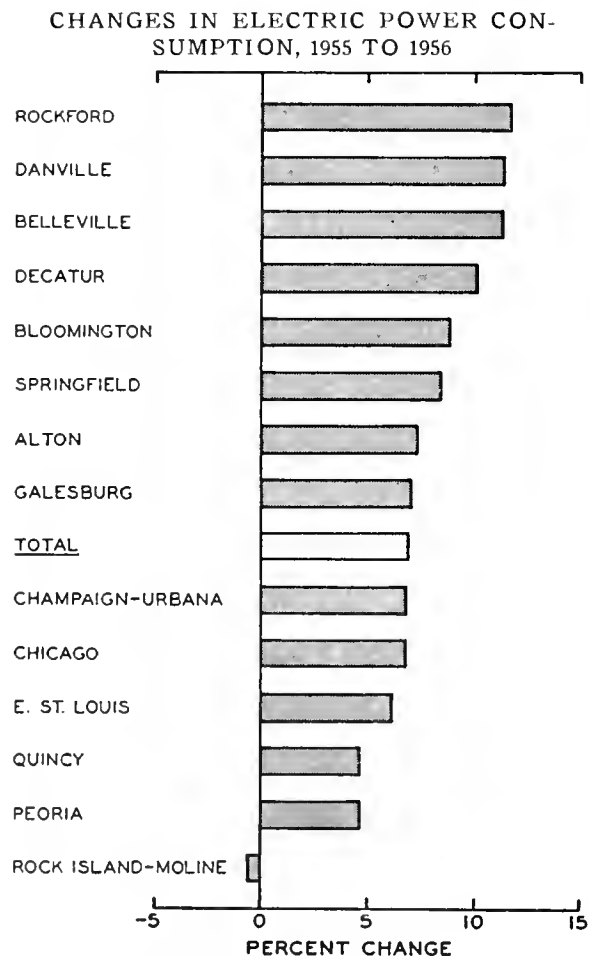 CHANGES IN ELECTRIC POWER CON-
SUMPTION, 1955 TO 1956
ROCKFORD
DANVILLE
BELLEVILLE
DECATUR
BLOOMINGTON
SPRINGFIELD
ALTON
GALESBURG
TOTAL
CHAMPAIGN-URBANA
CHICAGO
E. ST. LOUIS
QUINCY
PEORIA
ROCK ISLAND-MOLINE
-5 0 5 10 15
PERCENT CHANGE